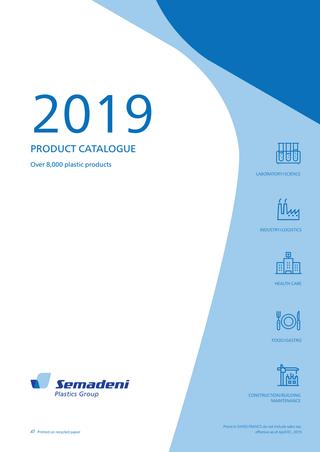 2019
PRODUCT CATALOGUE
Over 8,000 plastic products
LABORATORY/SCIENCE
INDUSTRY/LOGISTICS
HEALTH CARE
FOOD/GASTRO
CONSTRUCTION/BUILDING
MAINTENANCE
Semadeni
Plastics Group
Printed on recycled paper
Prices in SWISS FRANCS do not include sales tax,
effective as of April 01, 2019